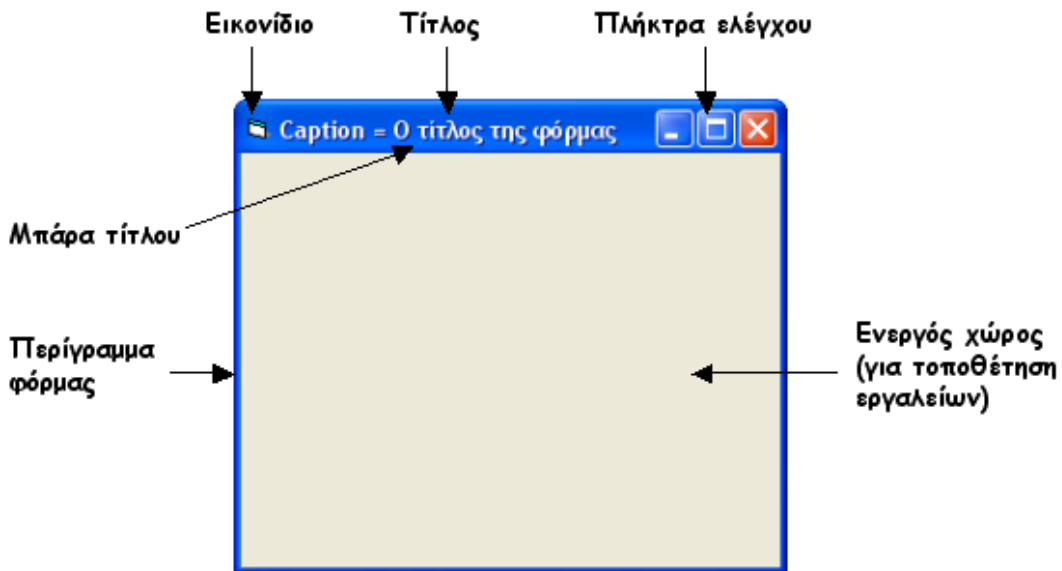 Εικονίδιο
Τίτλος
Πλήκτρα ελέγχου
Caption = Ο τίτλος της φόρμας
Μπάρα τίτλου
Περίγραμμα
φόρμας
Ενεργός χώρος
(για τοποθέτηση
εργαλείων)